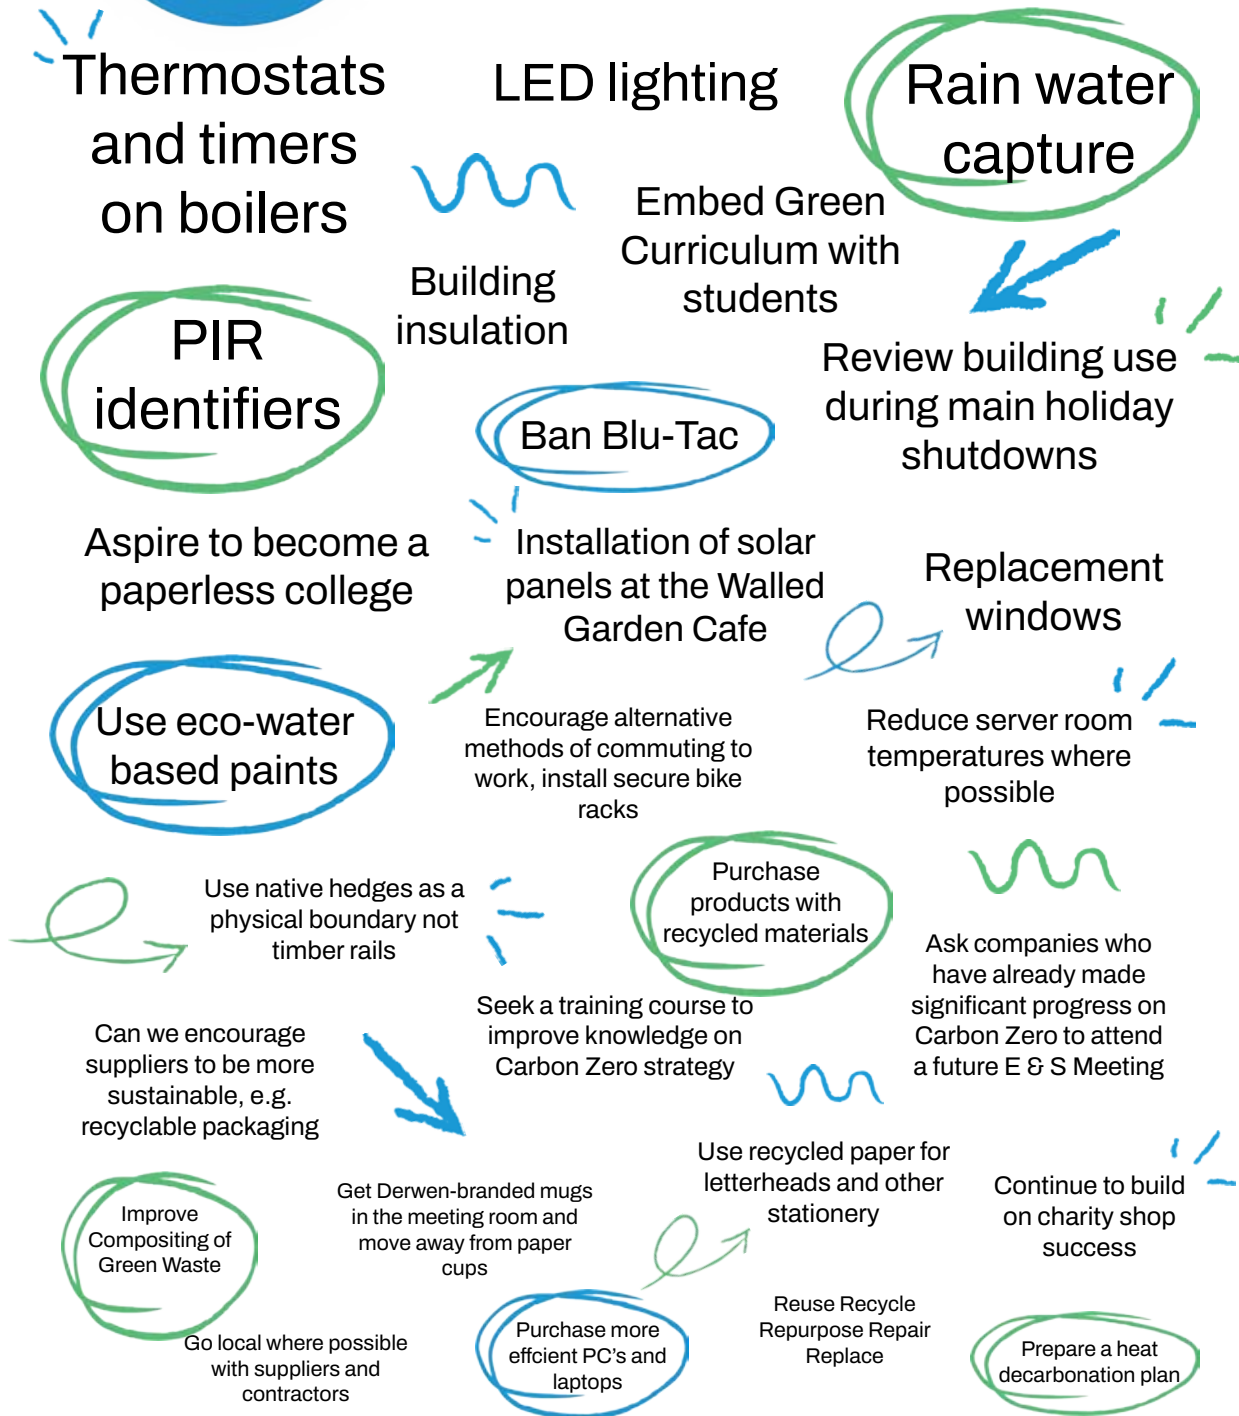 Thermostats
and timers
on boilers
LED lighting
Rain water
capture
Embed Green
Curriculum with
students
Building
insulation
PIR
identifiers
Review building use
during main holiday
shutdowns
Ban Blu-Tac
Aspire to become a
paperless college
Installation of solar
panels at the Walled
Garden Cafe
Replacement
windows
Use eco-water
based paints
Encourage alternative
methods of commuting to
work, install secure bike
racks
Reduce server room
temperatures where
possible
Use native hedges as a
physical boundary not
timber rails
Purchase
products with
recycled materials
Ask companies who
have already made
significant progress on
Carbon Zero to attend
a future E & S Meeting
Seek a training course to
improve knowledge on
Carbon Zero strategy
Can we encourage
suppliers to be more
sustainable, e.g.
recyclable packaging
Use recycled paper for
letterheads and other
stationery
Continue to build
on charity shop
success
Get Derwen-branded mugs
in the meeting room and
move away from paper
cups
Improve
Compositing of
Green Waste
Reuse Recycle
Repurpose Repair
Replace
Purchase more
effcient PC's and
laptops
Go local where possible
with suppliers and
contractors
Prepare a heat
decarbonation plan